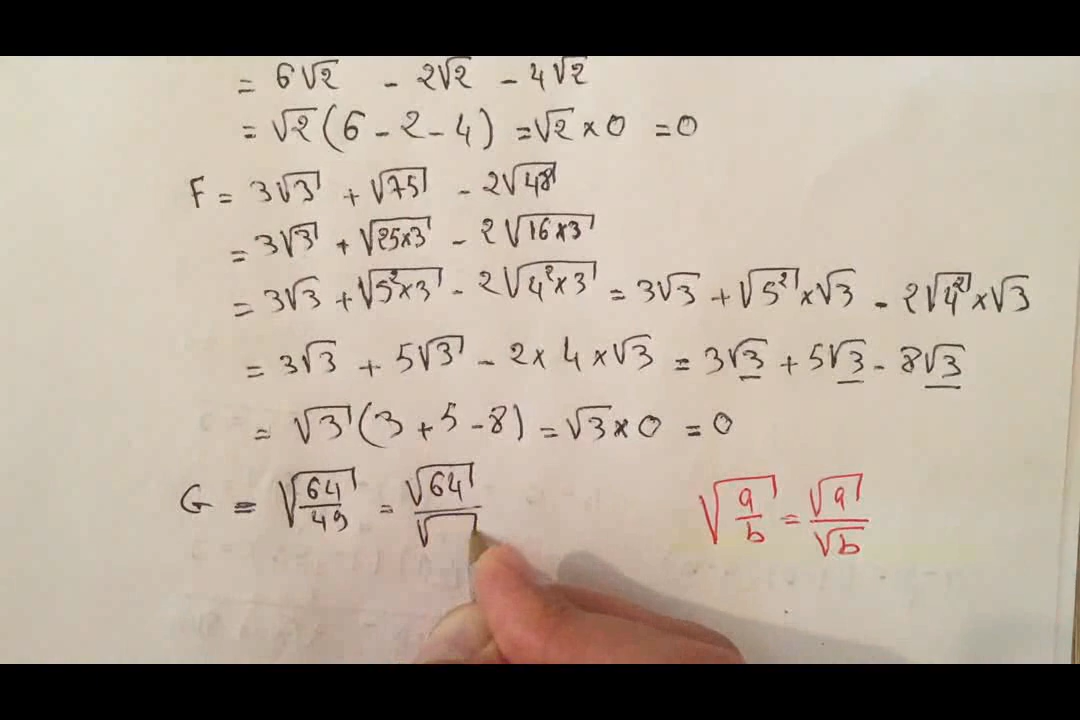 = 6√2 - 2√2 - 4√2
= √2 (6 - 2 - 4) = √2 × 0 = 0
F = 3√3 + √75 - 2√48
= 3√3 + √25×3 - 2√16×3
= 3√3 + √5²×3 - 2√4²×3 = 3√3 + √5² × √3 - 2√4² × √3
= 3√3 + 5√3 - 2 × 4 × √3 = 3√3 + 5√3 - 8√3
= √3 (3 + 5 - 8) = √3 × 0 = 0
G = √64/49 = √64/√
√a/b = √a/√b